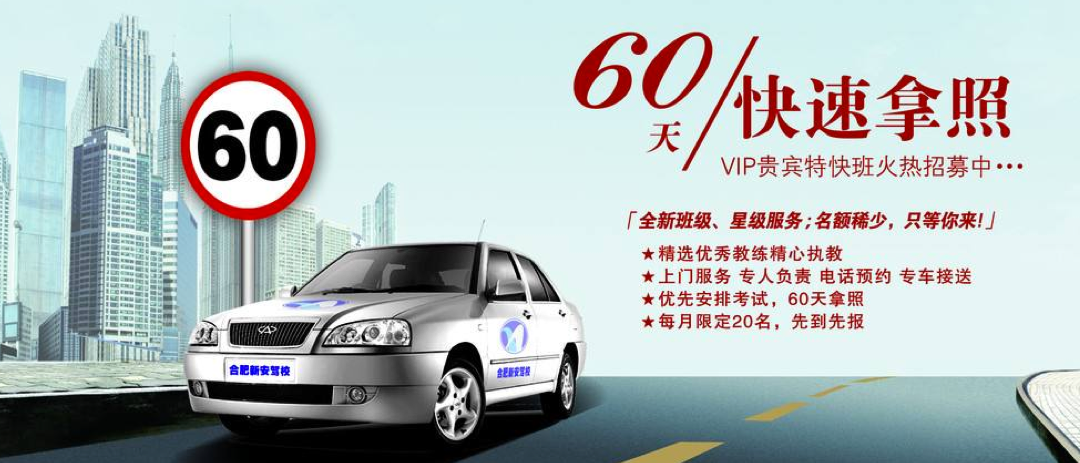 60
天
快速拿照
VIP贵宾特快班火热招募中···
「全新班级、星级服务;名额稀少，只等你来!」
★精选优秀教练精心执教
★上门服务 专人负责 电话预约 专车接送
★优先安排考试，60天拿照
★每月限定20名，先到先报
60
合肥新安驾校
合肥新安驾校